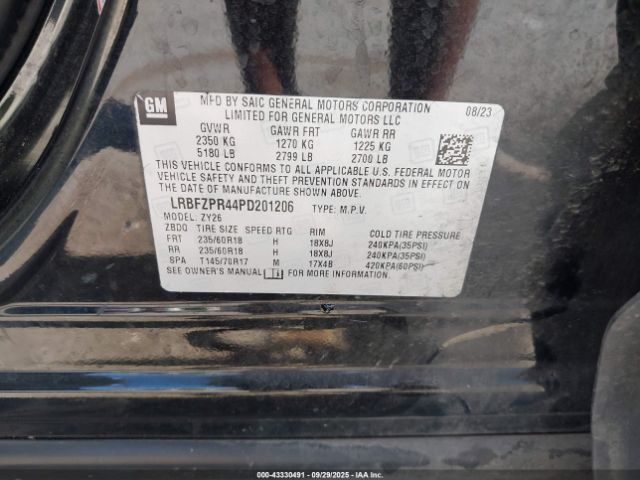 GM
MFD BY SAIC GENERAL MOTORS CORPORATION 08/23
LIMITED FOR GENERAL MOTORS LLC
GVWR GAWR FRT GAWR RR
2350 KG 1270 KG 1225 KG
5180 LB 2799 LB 2700 LB
THIS VEHICLE CONFORMS TO ALL APPLICABLE U.S. FEDERAL MOTOR
VEHICLE SAFETY AND THEFT PREVENTION STANDARDS IN EFFECT ON
THE DATE OF MANUFACTURE SHOWN ABOVE.
LRBFZPR44PD201206 TYPE: M.P.V.
MODEL: ZY26
ZBDQ TIRE SIZE SPEED RTG RIM COLD TIRE PRESSURE
FRT 235/60R18 H 18X8J 240KPA(35PSI)
RR 235/60R18 H 18X8J 240KPA(35PSI)
SPA T145/70R17 M 17X4B 420KPA(60PSI)
SEE OWNER'S MANUAL FOR MORE INFORMATION
000-43330491 09/29/2025 IAA, Inc.